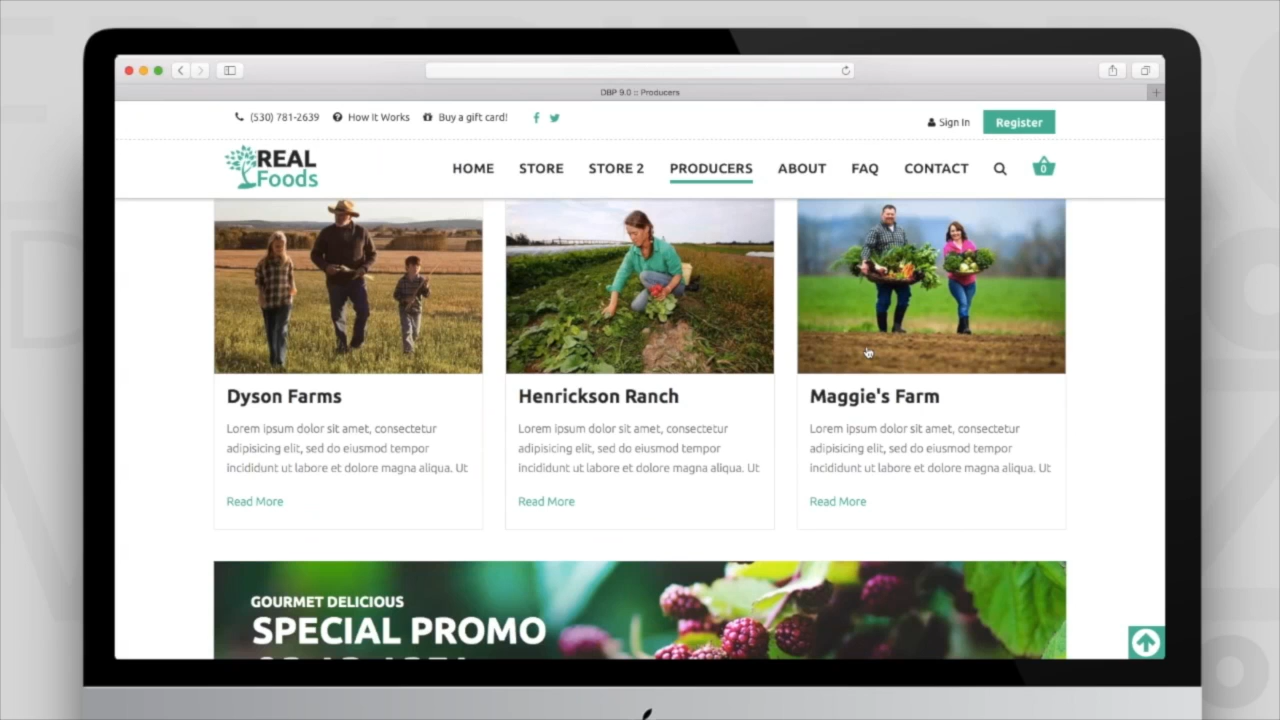 DBP 9.0 :: Producers
(530) 781-2639 How It Works Buy a gift card! Sign In Register
REAL
Foods
HOME STORE STORE 2 PRODUCERS ABOUT FAQ CONTACT 0
Dyson Farms
Lorem ipsum dolor sit amet, consectetur
adipisicing elit, sed do eiusmod tempor
incididunt ut labore et dolore magna aliqua. Ut
Read More
Henrickson Ranch
Lorem ipsum dolor sit amet, consectetur
adipisicing elit, sed do eiusmod tempor
incididunt ut labore et dolore magna aliqua. Ut
Read More
Maggie's Farm
Lorem ipsum dolor sit amet, consectetur
adipisicing elit, sed do eiusmod tempor
incididunt ut labore et dolore magna aliqua. Ut
Read More
GOURMET DELICIOUS
SPECIAL PROMO